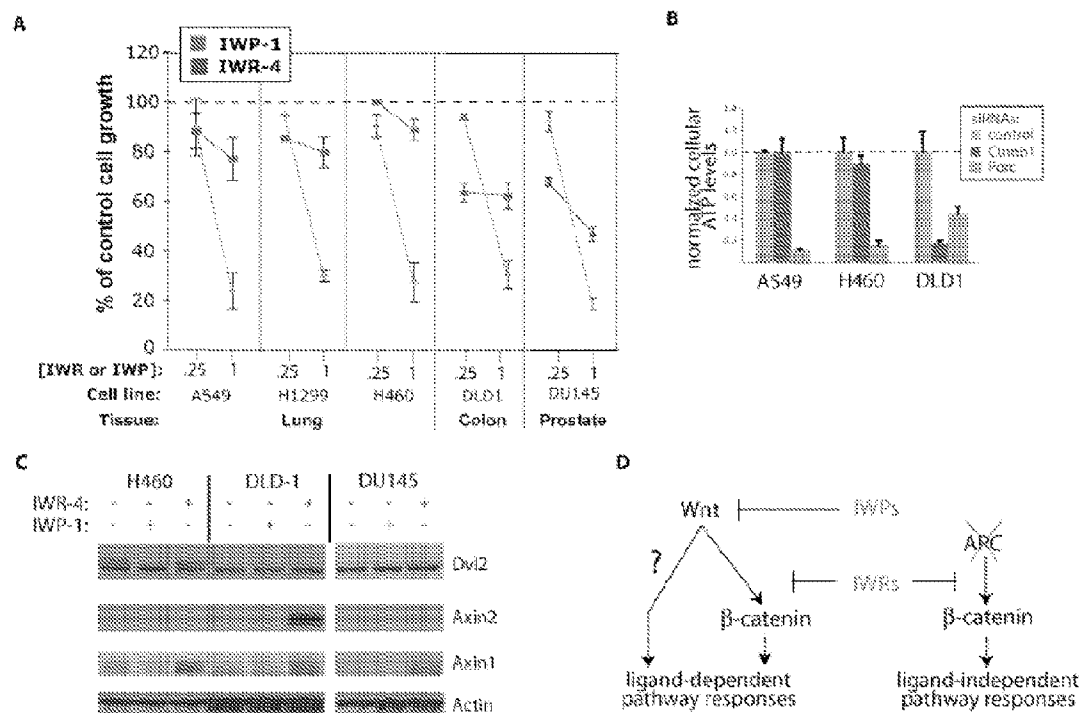 A
IWP-1
IWR-4
% of control cell growth
120
100
80
60
40
20
0
[IWR or IWP]: .25 1 .25 1 .25 1 .25 1 .25 1
Cell line: A549 H1299 H460 DLD1 DU145
Tissue: Lung Colon Prostate
B
normalized cellular
ATP levels
siRNAs:
control
Ctnnb1
Porc
A549 H460 DLD1
C
H460 DLD-1 DU145
IWR-4: - - + - - + - - +
IWP-1: - + - - + - - + -
Dvl2
Axin2
Axin1
Actin
D
Wnt
IWPs
?
APC
IWRs
β-catenin
β-catenin
ligand-dependent
pathway responses
ligand-independent
pathway responses